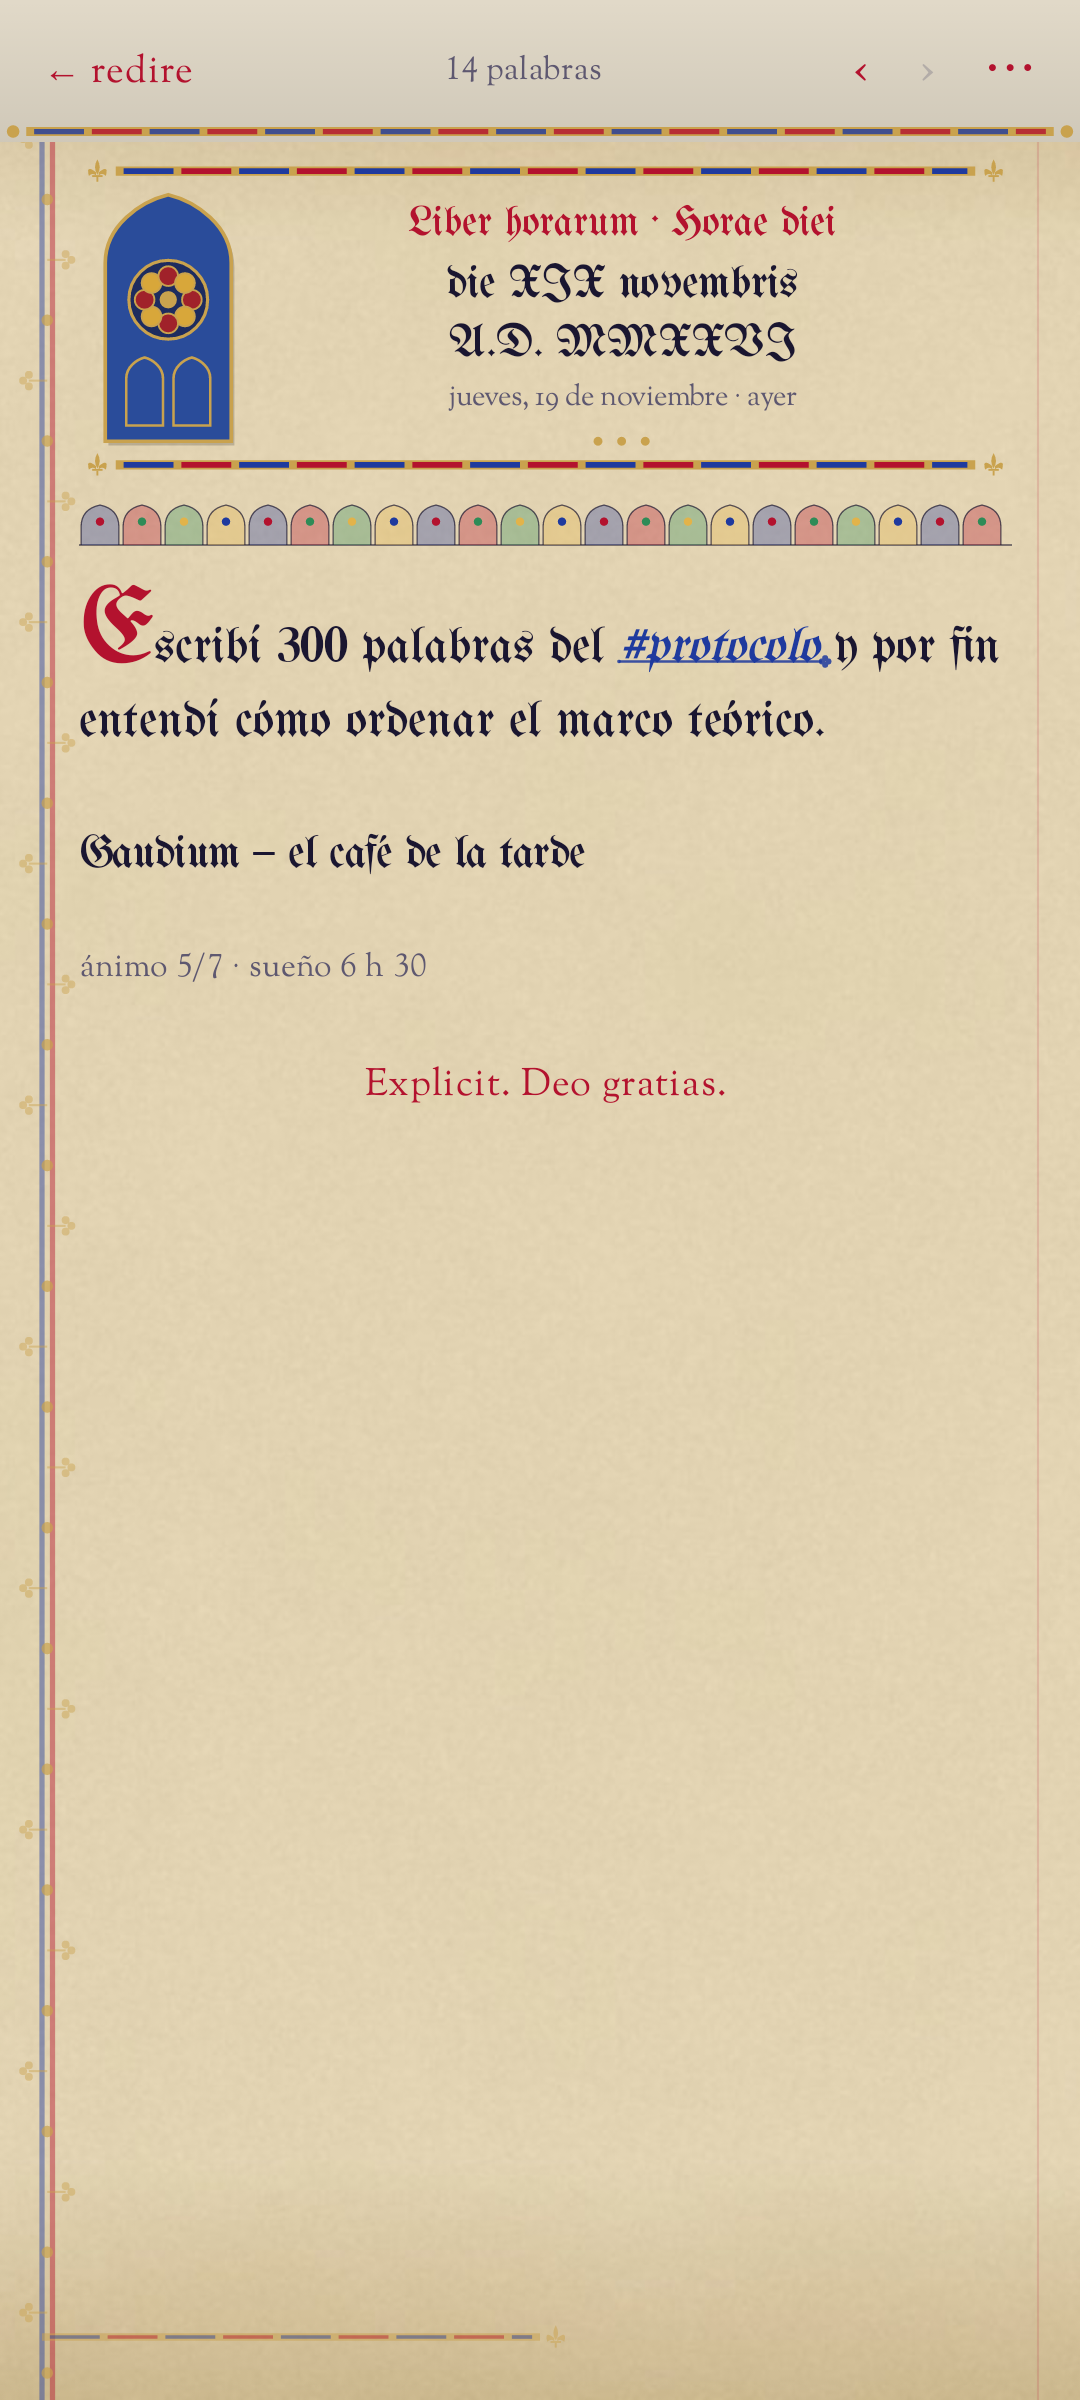 ← redire
14 palabras
‹ › •••
Liber horarum · Horae diei
die XIX novembris
A.D. MMXXVI
jueves, 19 de noviembre · ayer
Escribí 300 palabras del #protocolo y por fin
entendí cómo ordenar el marco teórico.
Gaudium — el café de la tarde
ánimo 5/7 · sueño 6 h 30
Explicit. Deo gratias.